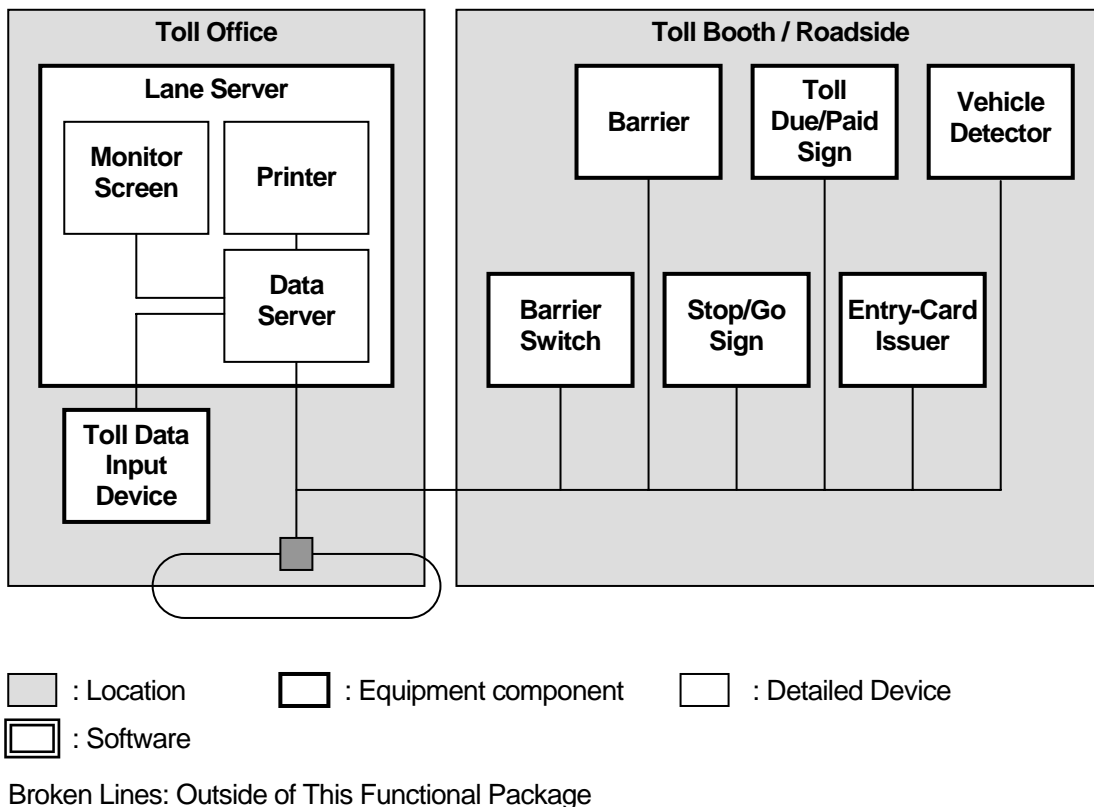 Toll Office
Lane Server
Monitor
Screen
Printer
Data
Server
Toll Data
Input
Device
Toll Booth / Roadside
Barrier
Toll
Due/Paid
Sign
Vehicle
Detector
Barrier
Switch
Stop/Go
Sign
Entry-Card
Issuer
: Location
: Equipment component
: Detailed Device
: Software
Broken Lines: Outside of This Functional Package